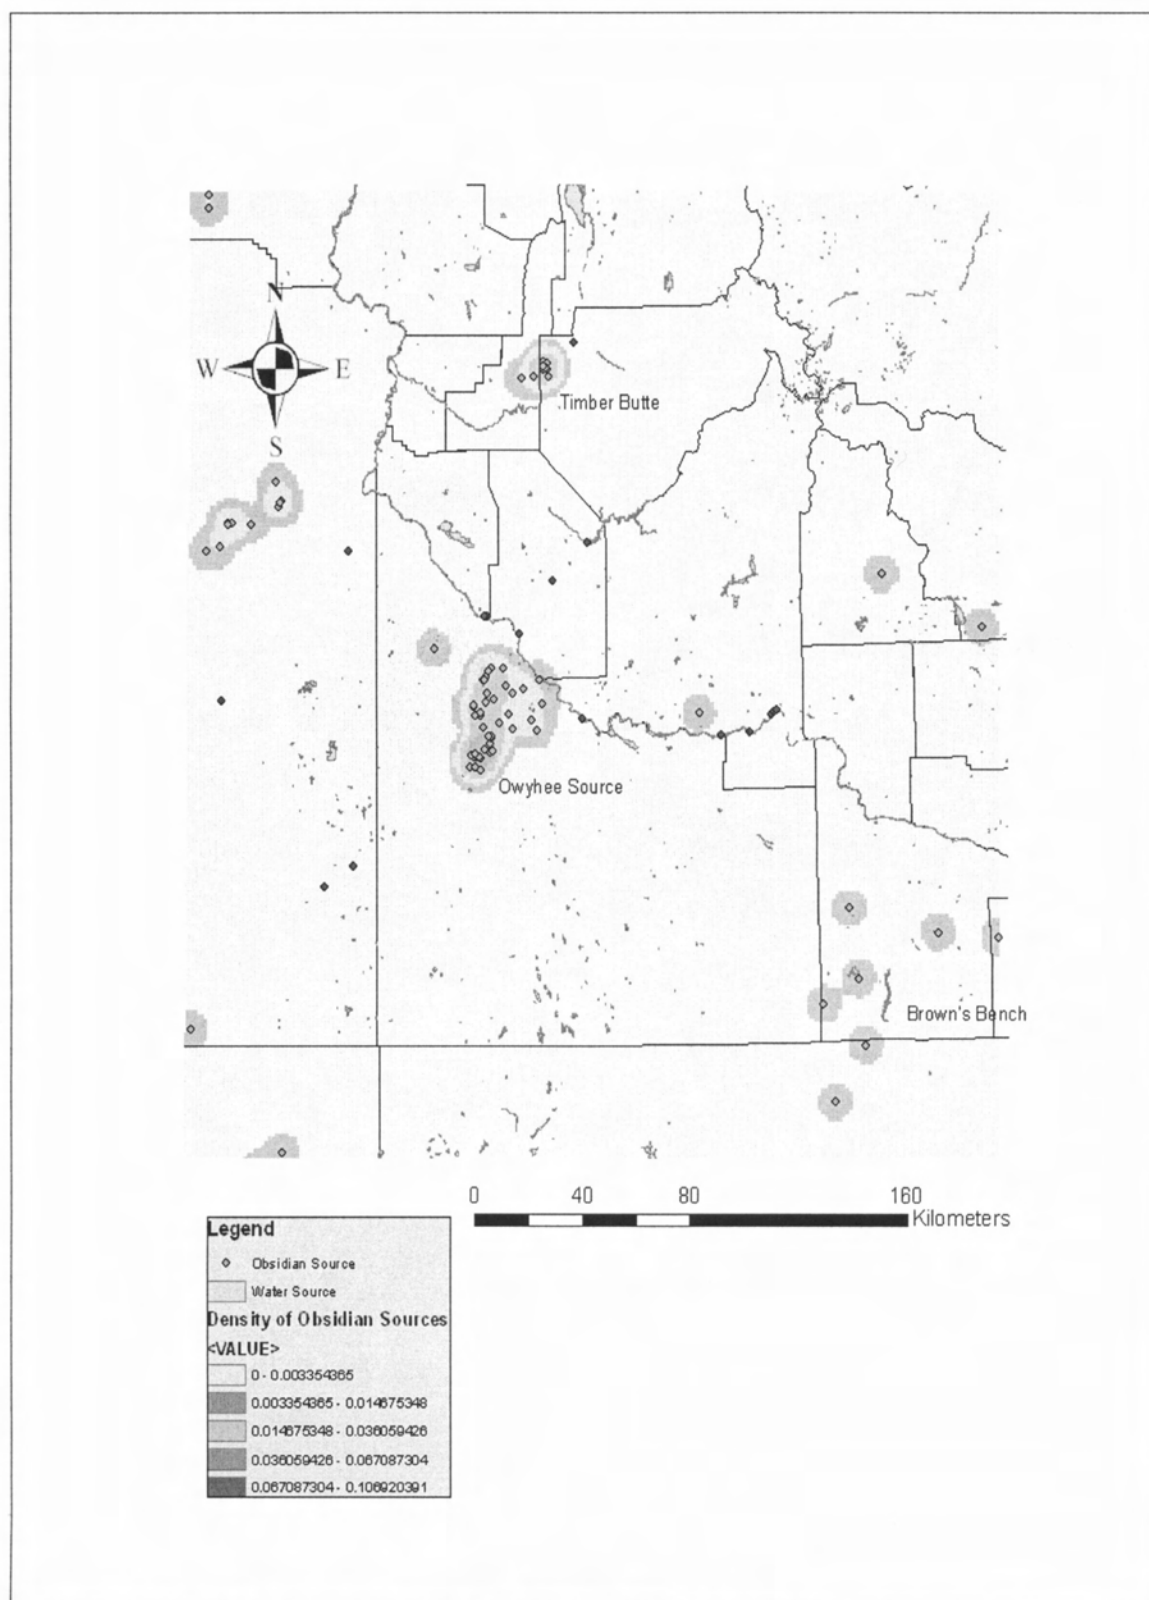 N
W E
S
Timber Butte
Owyhee Source
Brown's Bench
0 40 80 160
Kilometers
Legend
Obsidian Source
Water Source
Density of Obsidian Sources
<VALUE>
0 - 0.003354365
0.003354365 - 0.014675348
0.014675348 - 0.036059426
0.036059426 - 0.067087304
0.067087304 - 0.106920391